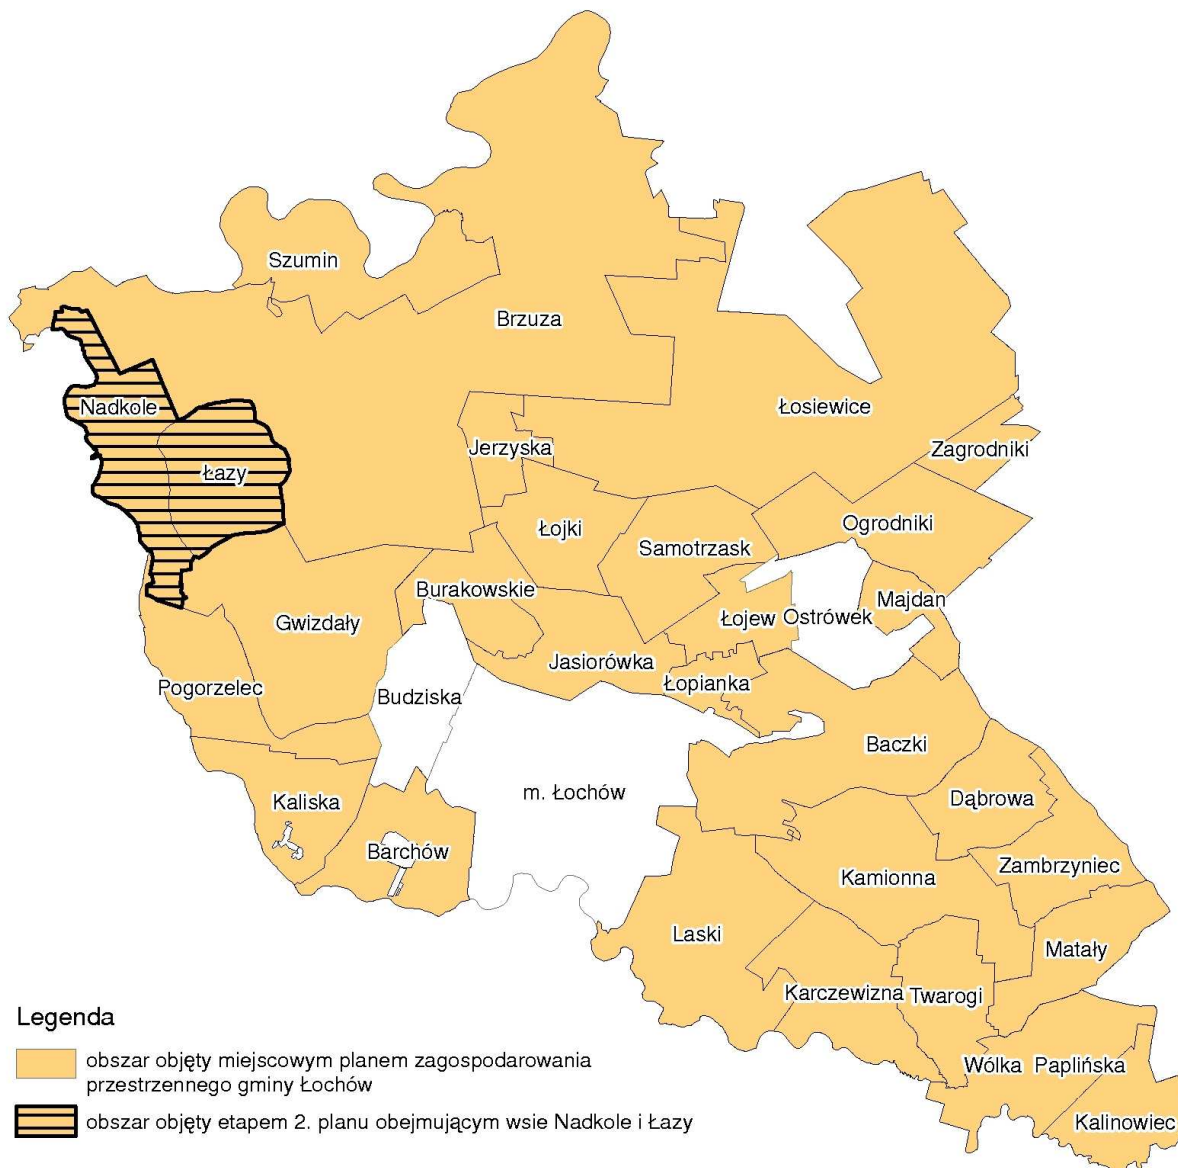 Szumin
Brzuza
Nadkole
Łosiewice
Jerzyska
Zagrodniki
Łazy
Ogrodniki
Łojki
Samotrzask
Burakowskie
Majdan
Łojew
Ostrówek
Gwizdały
Jasiorówka
Łopianka
Pogorzelec
Budziska
Baczki
m. Łochów
Dąbrowa
Kaliska
Barchów
Zambrzyniec
Kamionna
Laski
Matały
Karczewizna
Twarogi
Legenda
obszar objęty miejscowym planem zagospodarowania
przestrzennego gminy Łochów
Wólka Paplińska
obszar objęty etapem 2. planu obejmującym wsie Nadkole i Łazy
Kalinowiec